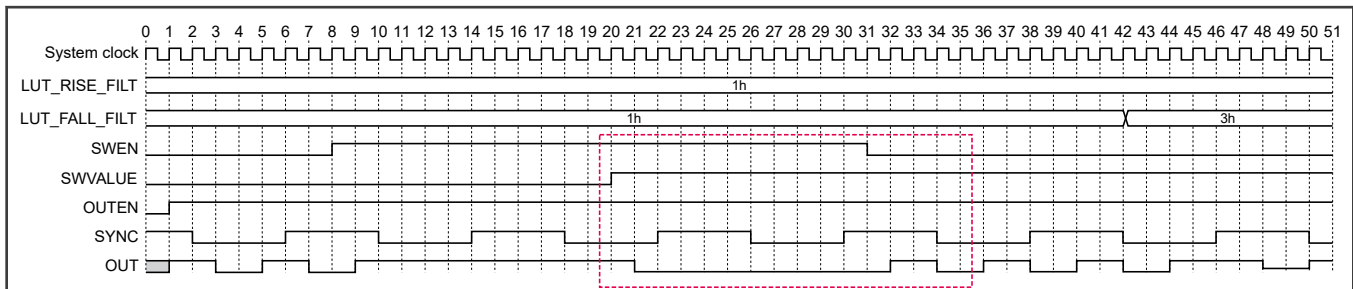 0 1 2 3 4 5 6 7 8 9 10 11 12 13 14 15 16 17 18 19 20 21 22 23 24 25 26 27 28 29 30 31 32 33 34 35 36 37 38 39 40 41 42 43 44 45 46 47 48 49 50 51
System clock
LUT_RISE_FILT
1h
LUT_FALL_FILT
1h 3h
SWEN
SWVALUE
OUTEN
SYNC
OUT